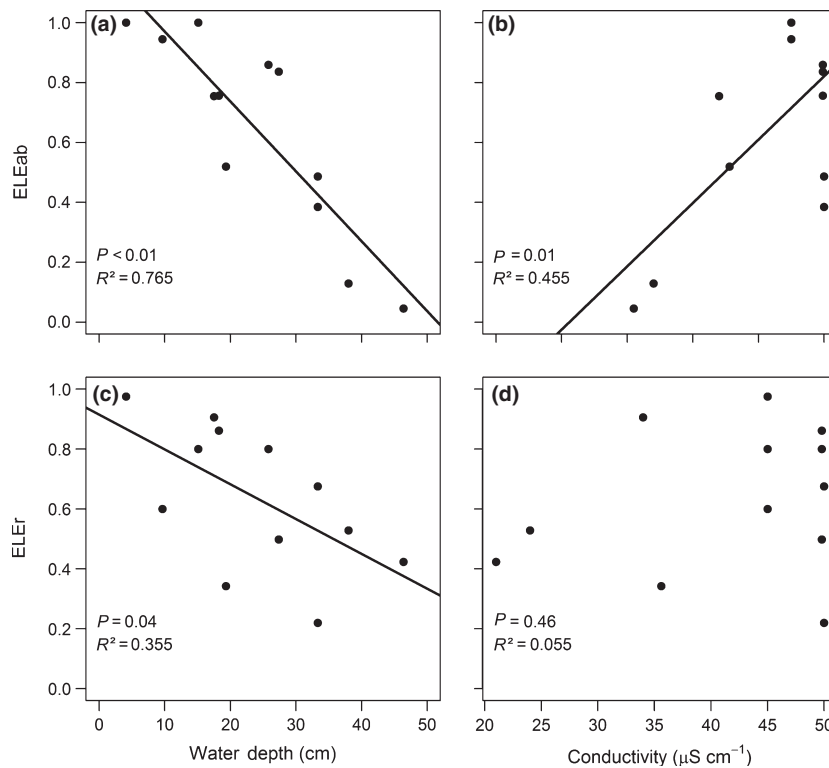 (a)
(b)
1.0
0.8
0.6
0.4
0.2
0.0
ELEab
P < 0.01
R² = 0.765
P = 0.01
R² = 0.455
(c)
(d)
1.0
0.8
0.6
0.4
0.2
0.0
ELEr
P = 0.04
R² = 0.355
P = 0.46
R² = 0.055
0 10 20 30 40 50
20 25 30 35 40 45 50
Water depth (cm)
Conductivity (μS cm⁻¹)